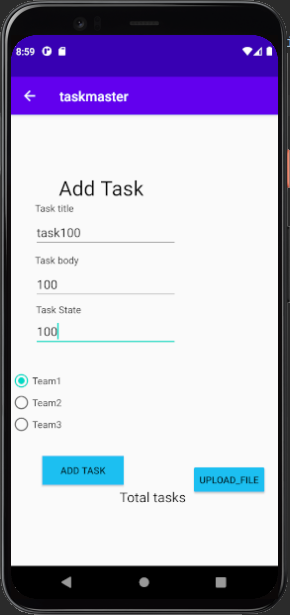 8:59
taskmaster
Add Task
Task title
task100
Task body
100
Task State
100
Team1
Team2
Team3
ADD TASK
UPLOAD_FILE
Total tasks